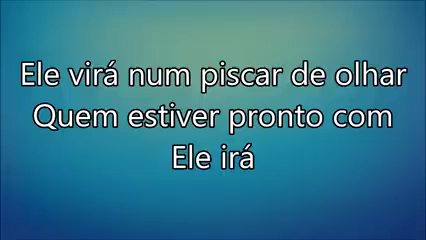 Ele virá num piscar de olhar
Quem estiver pronto com
Ele irá